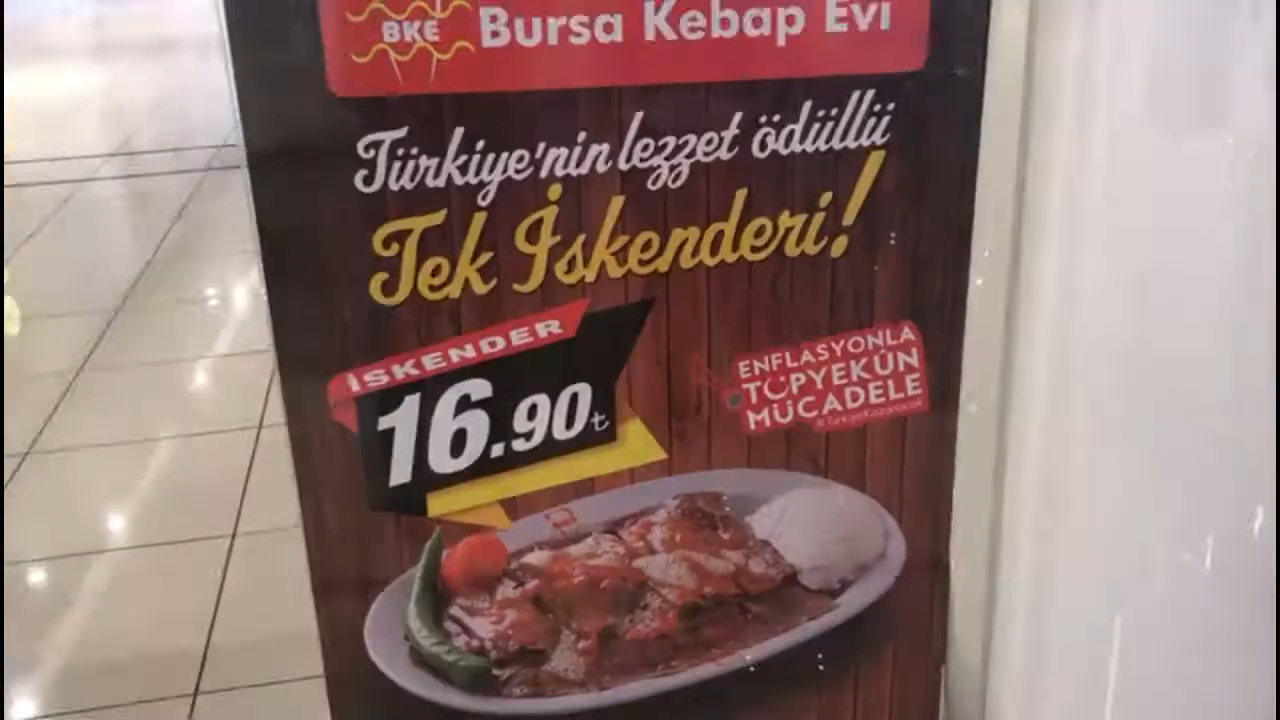 BKE Bursa Kebap Evi
Türkiye'nin lezzet ödüllü
Tek İskenderi!
İSKENDER
16.90₺
ENFLASYONLA
TOPYEKÛN
MÜCADELE